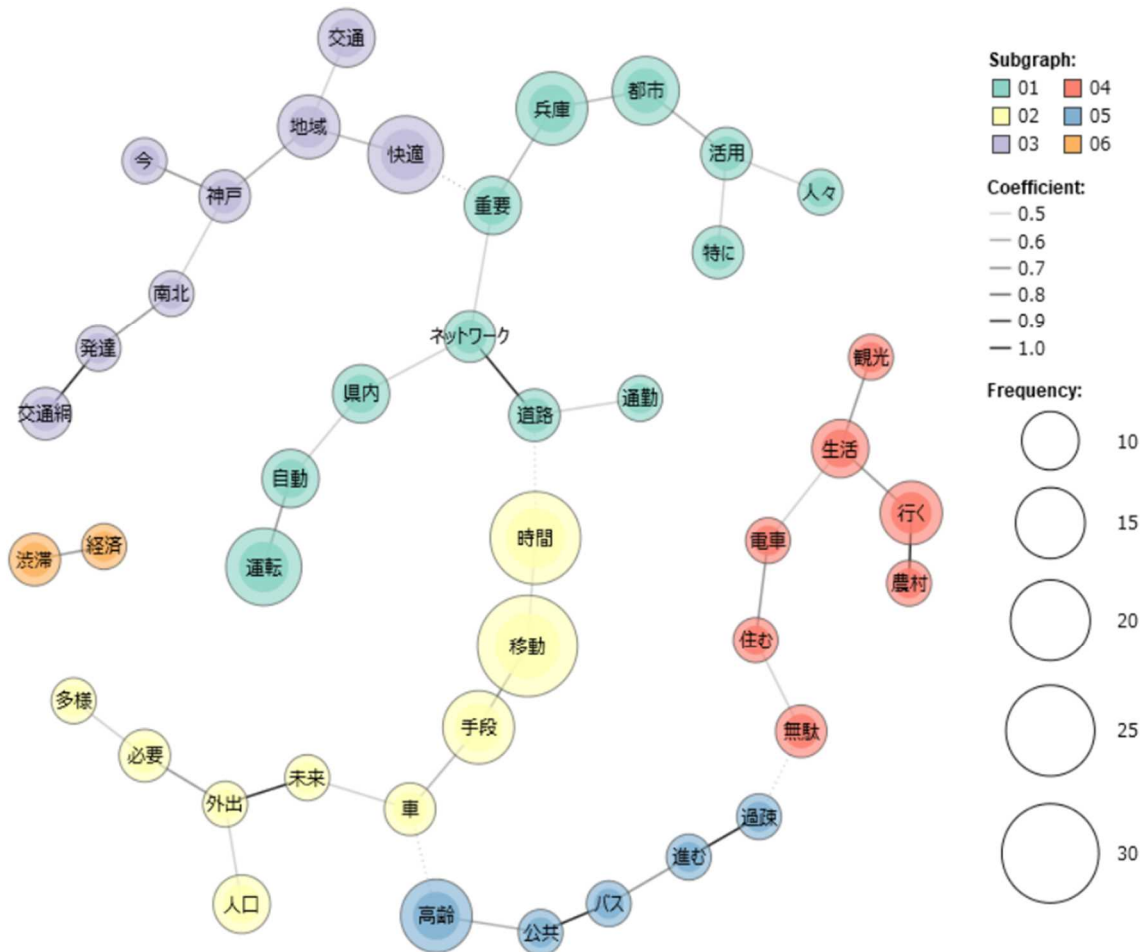 交通
地域
快適
今
神戸
南北
発達
交通網
兵庫
都市
活用
人々
特に
重要
ネットワーク
県内
道路
通勤
自動
運転
渋滞
経済
時間
移動
手段
多様
必要
外出
未来
車
人口
観光
生活
行く
農村
電車
住む
無駄
過疎
進む
バス
公共
高齢
Subgraph:
01 04
02 05
03 06
Coefficient:
0.5
0.6
0.7
0.8
0.9
1.0
Frequency:
10
15
20
25
30